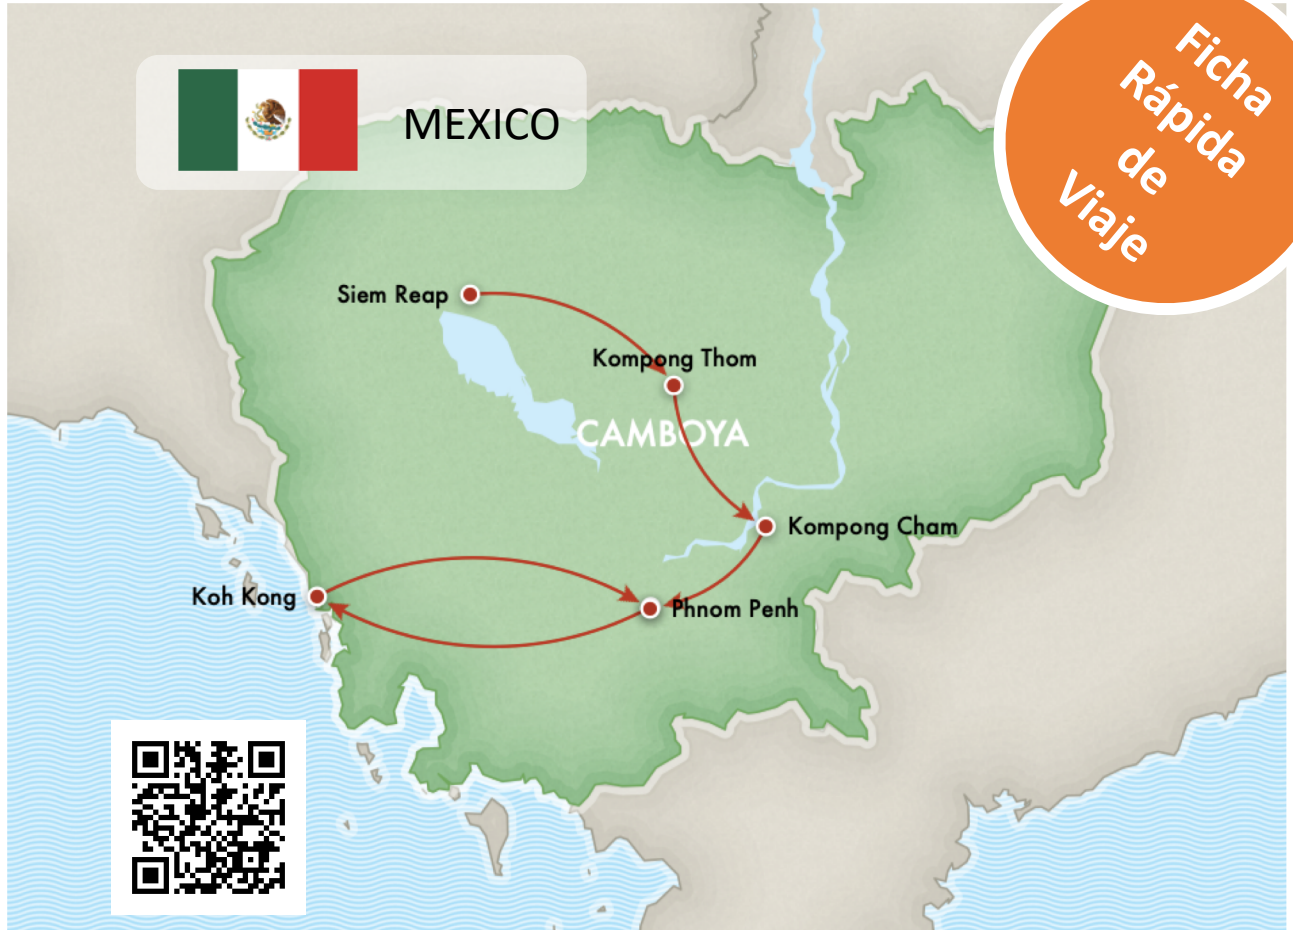 MEXICO
Ficha
Rápida
de
Viaje
Siem Reap
Kompong Thom
CAMBOYA
Kompong Cham
Koh Kong
Phnom Penh